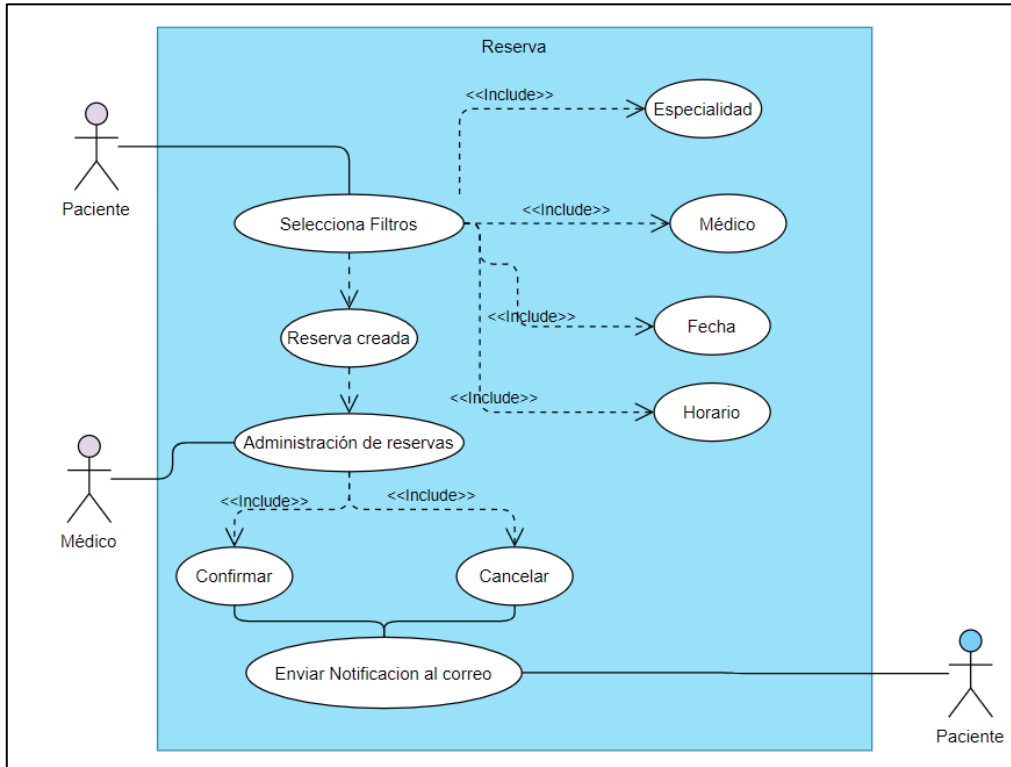 Reserva
<<Include>>
Especialidad
Paciente
<<Include>>
Selecciona Filtros
Médico
<<Include>>
Fecha
Reserva creada
<<Include>>
Horario
Administración de reservas
Médico
<<Include>>
<<Include>>
Confirmar
Cancelar
Enviar Notificacion al correo
Paciente